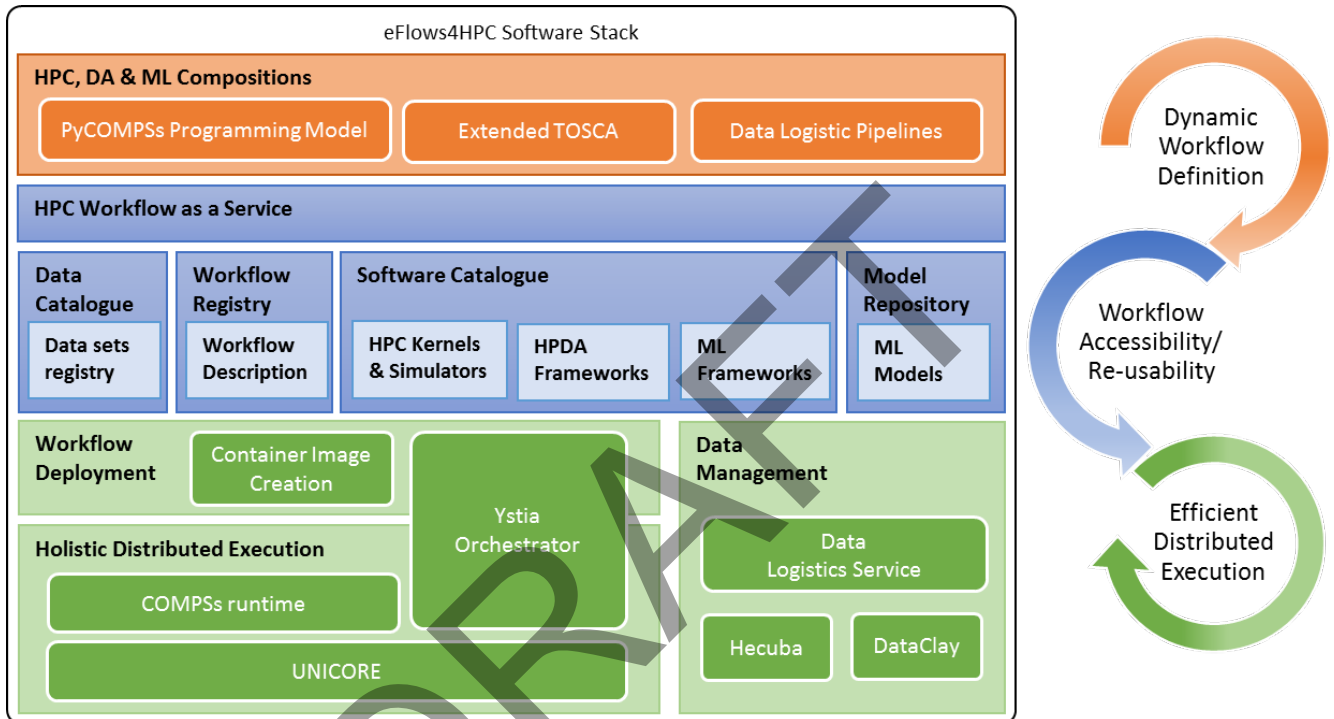 eFlows4HPC Software Stack
HPC, DA & ML Compositions
PyCOMPSs Programming Model
Extended TOSCA
Data Logistic Pipelines
HPC Workflow as a Service
Data
Catalogue
Data sets
registry
Workflow
Registry
Workflow
Description
Software Catalogue
HPC Kernels
& Simulators
HPDA
Frameworks
ML
Frameworks
Model
Repository
ML
Models
Workflow
Deployment
Container Image
Creation
Ystia
Orchestrator
Holistic Distributed Execution
COMPSs runtime
UNICORE
Data
Management
Data
Logistics Service
Hecuba
DataClay
Dynamic
Workflow
Definition
Workflow
Accessibility/
Re-usability
Efficient
Distributed
Execution
DRAFT